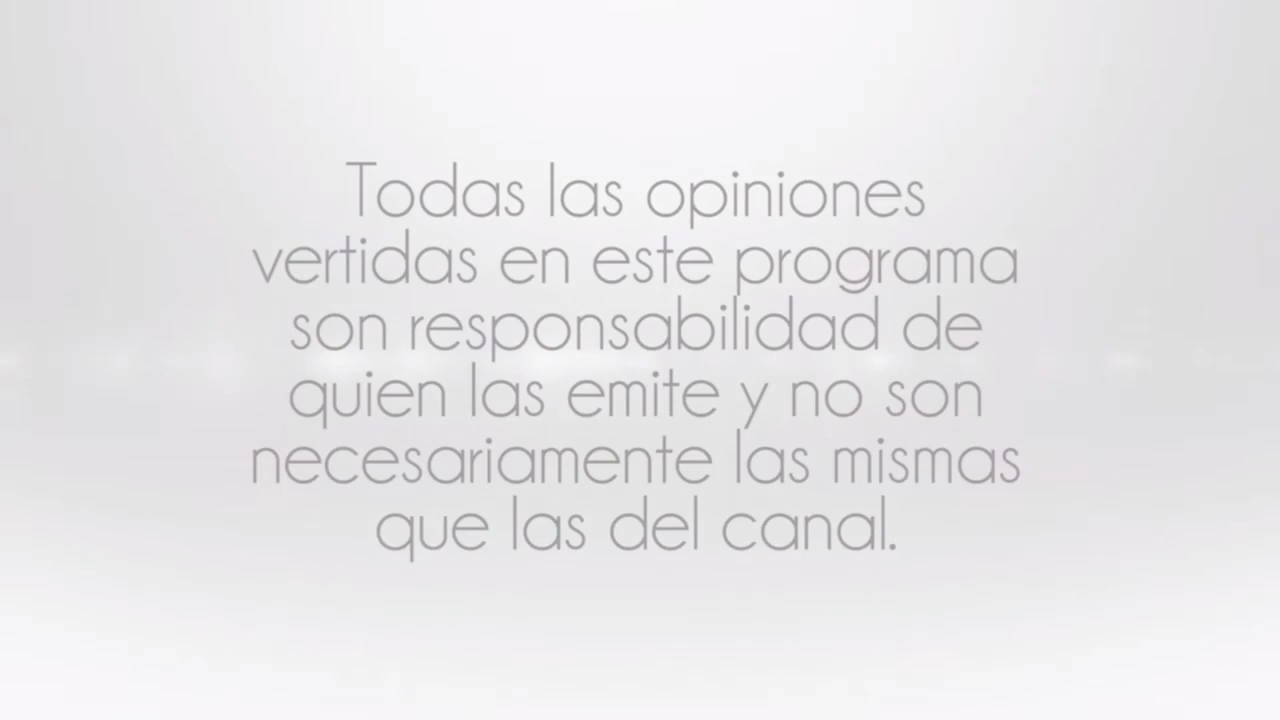 Todas las opiniones
vertidas en este programa
son responsabilidad de
quien las emite y no son
necesariamente las mismas
que las del canal.